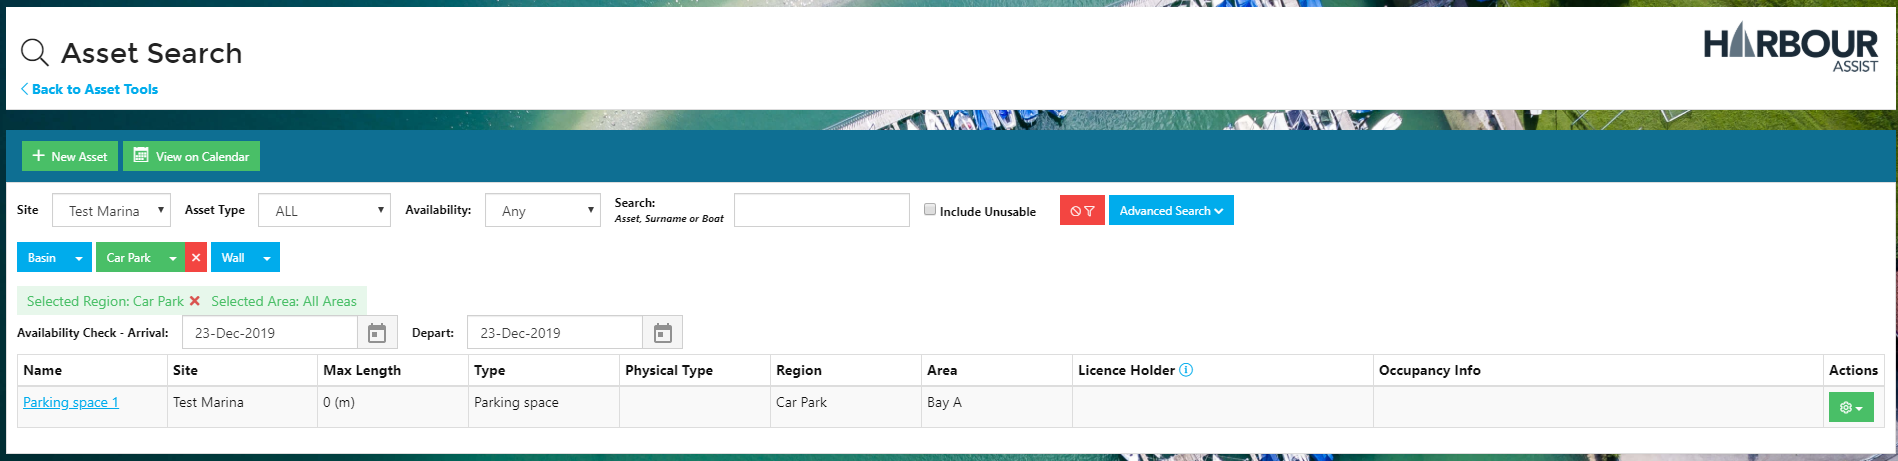 Asset Search
HARBOUR
ASSIST
Back to Asset Tools
New Asset View on Calendar
Site Test Marina Asset Type ALL Availability: Any Search: Asset, Surname or Boat Include Unusable Advanced Search
Basin Car Park Wall
Selected Region: Car Park Selected Area: All Areas
Availability Check - Arrival: 23-Dec-2019 Depart: 23-Dec-2019
Name Site Max Length Type Physical Type Region Area Licence Holder Occupancy Info Actions
Parking space 1 Test Marina 0 (m) Parking space Car Park Bay A